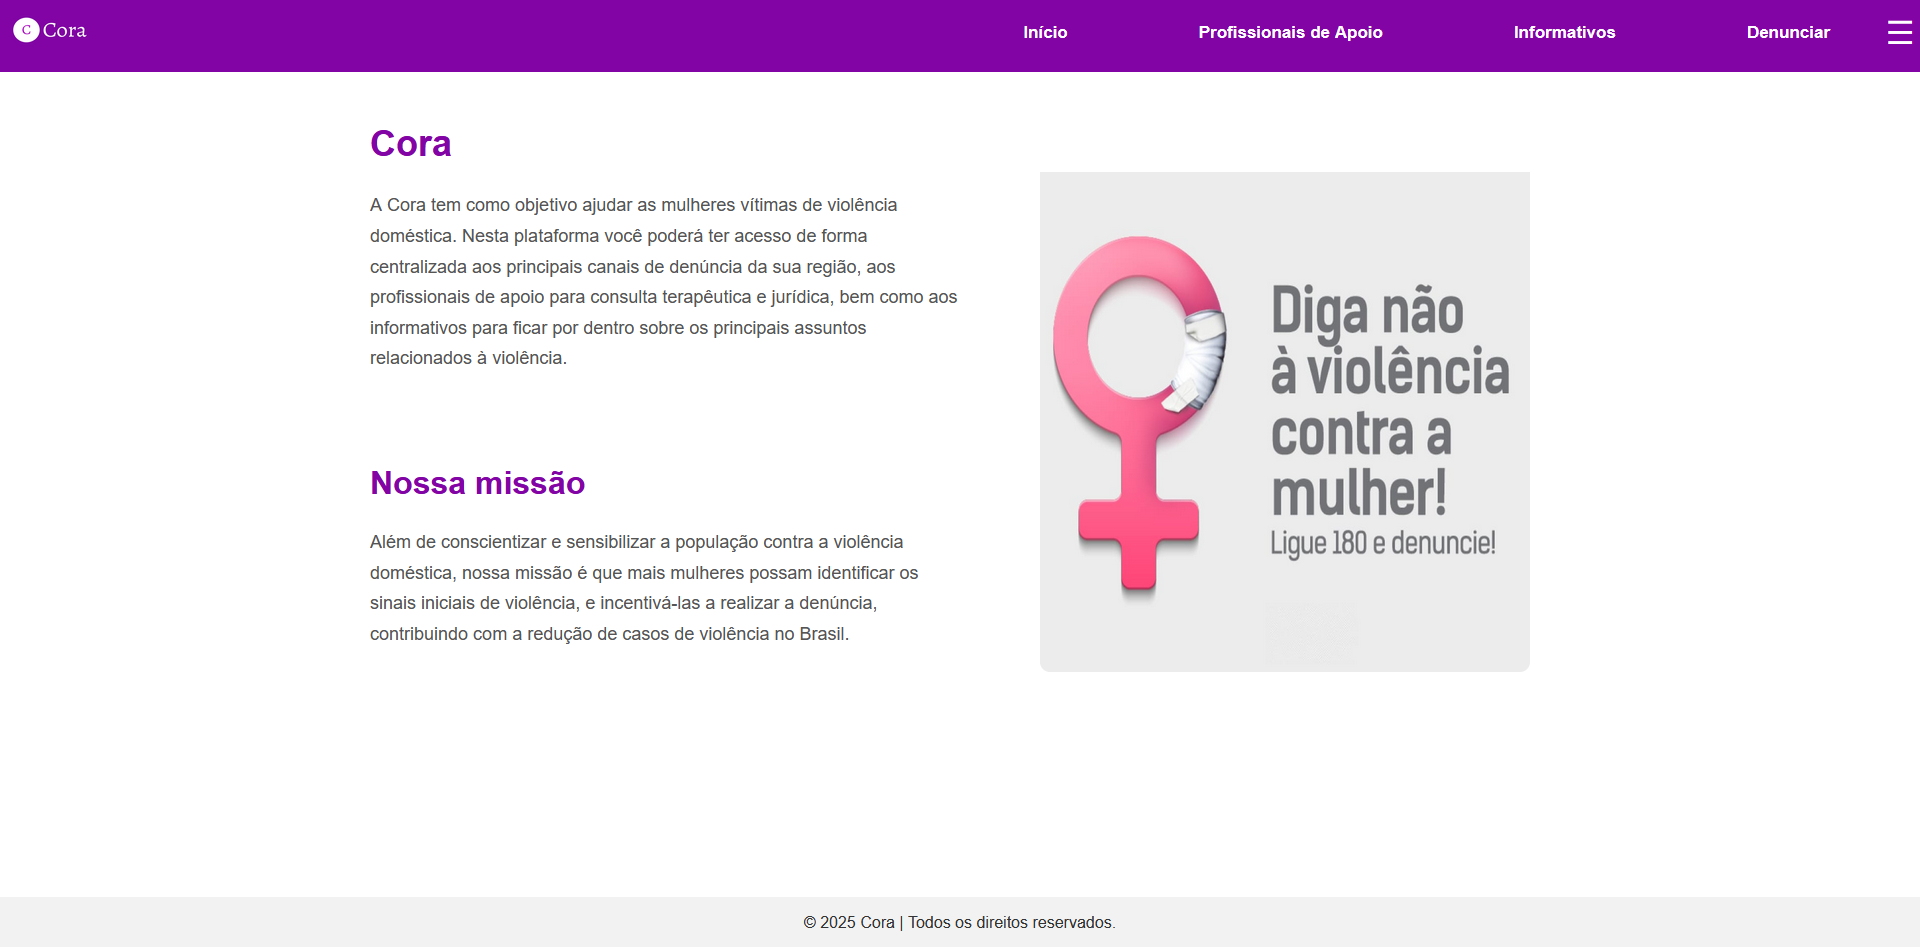 C Cora
Início
Profissionais de Apoio
Informativos
Denunciar
Cora
A Cora tem como objetivo ajudar as mulheres vítimas de violência
doméstica. Nesta plataforma você poderá ter acesso de forma
centralizada aos principais canais de denúncia da sua região, aos
profissionais de apoio para consulta terapêutica e jurídica, bem como aos
informativos para ficar por dentro sobre os principais assuntos
relacionados à violência.
Nossa missão
Além de conscientizar e sensibilizar a população contra a violência
doméstica, nossa missão é que mais mulheres possam identificar os
sinais iniciais de violência, e incentivá-las a realizar a denúncia,
contribuindo com a redução de casos de violência no Brasil.
Diga não
à violência
contra a
mulher!
Ligue 180 e denuncie!
© 2025 Cora | Todos os direitos reservados.